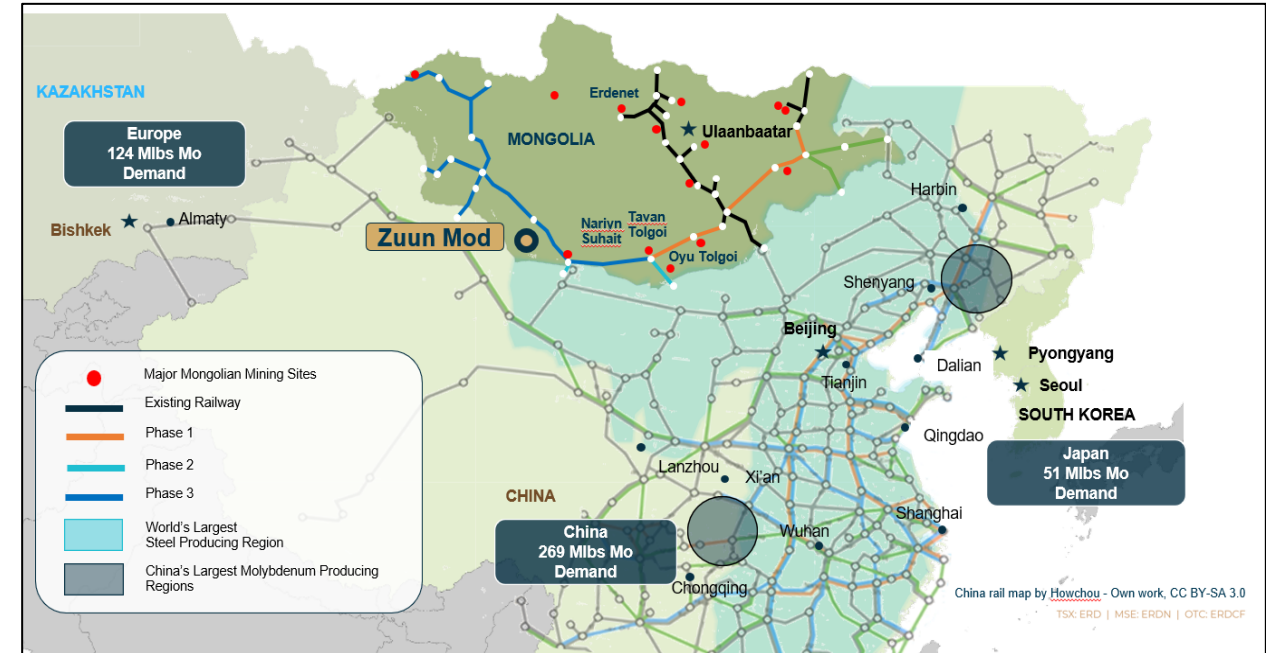 KAZAKHSTAN
Europe
124 Mlbs Mo
Demand
Bishkek
Almaty
Erdenet
MONGOLIA
Ulaanbaatar
Zuun Mod
Nariyn
Suhait
Tavan
Tolgoi
Oyu Tolgoi
Harbin
Shenyang
Beijing
Tianjin
Dalian
Pyongyang
Seoul
SOUTH KOREA
Qingdao
Japan
51 Mlbs Mo
Demand
Lanzhou
Xi'an
CHINA
China
269 Mlbs Mo
Demand
Wuhan
Shanghai
Chongqing
Major Mongolian Mining Sites
Existing Railway
Phase 1
Phase 2
Phase 3
World's Largest
Steel Producing Region
China's Largest Molybdenum Producing
Regions
China rail map by Howchou - Own work, CC BY-SA 3.0
TSX: ERD | MSE: ERDN | OTC: ERDCF